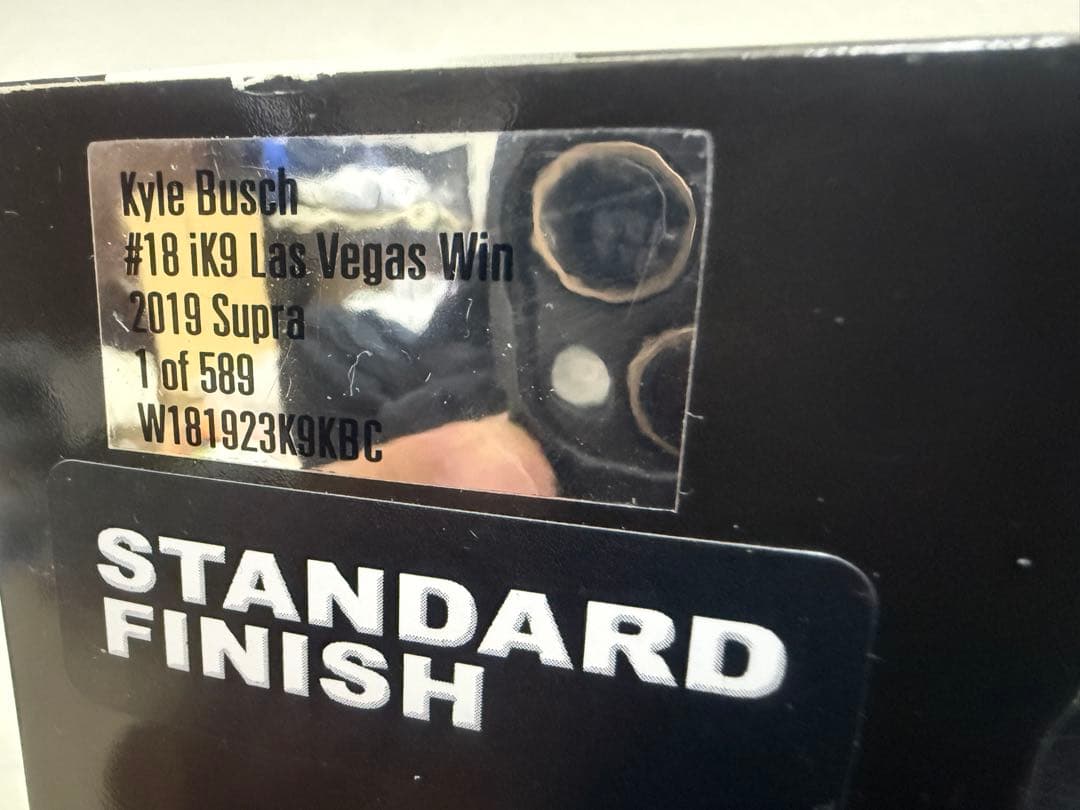 Kyle Busch
#18 iK9 Las Vegas Win
2019 Supra
1 of 589
W181923K9KBC
STANDARD
FINISH